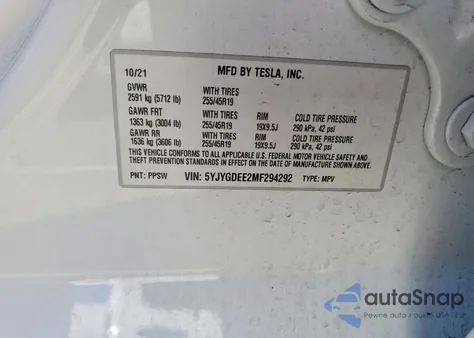 10/21 MFD BY TESLA, INC.
GVWR WITH TIRES
2591 kg (5712 lb) 255/45R19
GAWR FRT WITH TIRES RIM COLD TIRE PRESSURE
1363 kg (3004 lb) 255/45R19 19X9.5J 290 kPa, 42 psi
GAWR RR WITH TIRES RIM COLD TIRE PRESSURE
1636 kg (3606 lb) 255/45R19 19X9.5J 290 kPa, 42 psi
THIS VEHICLE CONFORMS TO ALL APPLICABLE U.S. FEDERAL MOTOR VEHICLE SAFETY AND
THEFT PREVENTION STANDARDS IN EFFECT ON THE DATE OF MANUFACTURE SHOWN ABOVE.
PNT: PPSW VIN: 5YJYGDEE2MF294292 TYPE: MPV
autoSnap
Pewne auto z aukcji